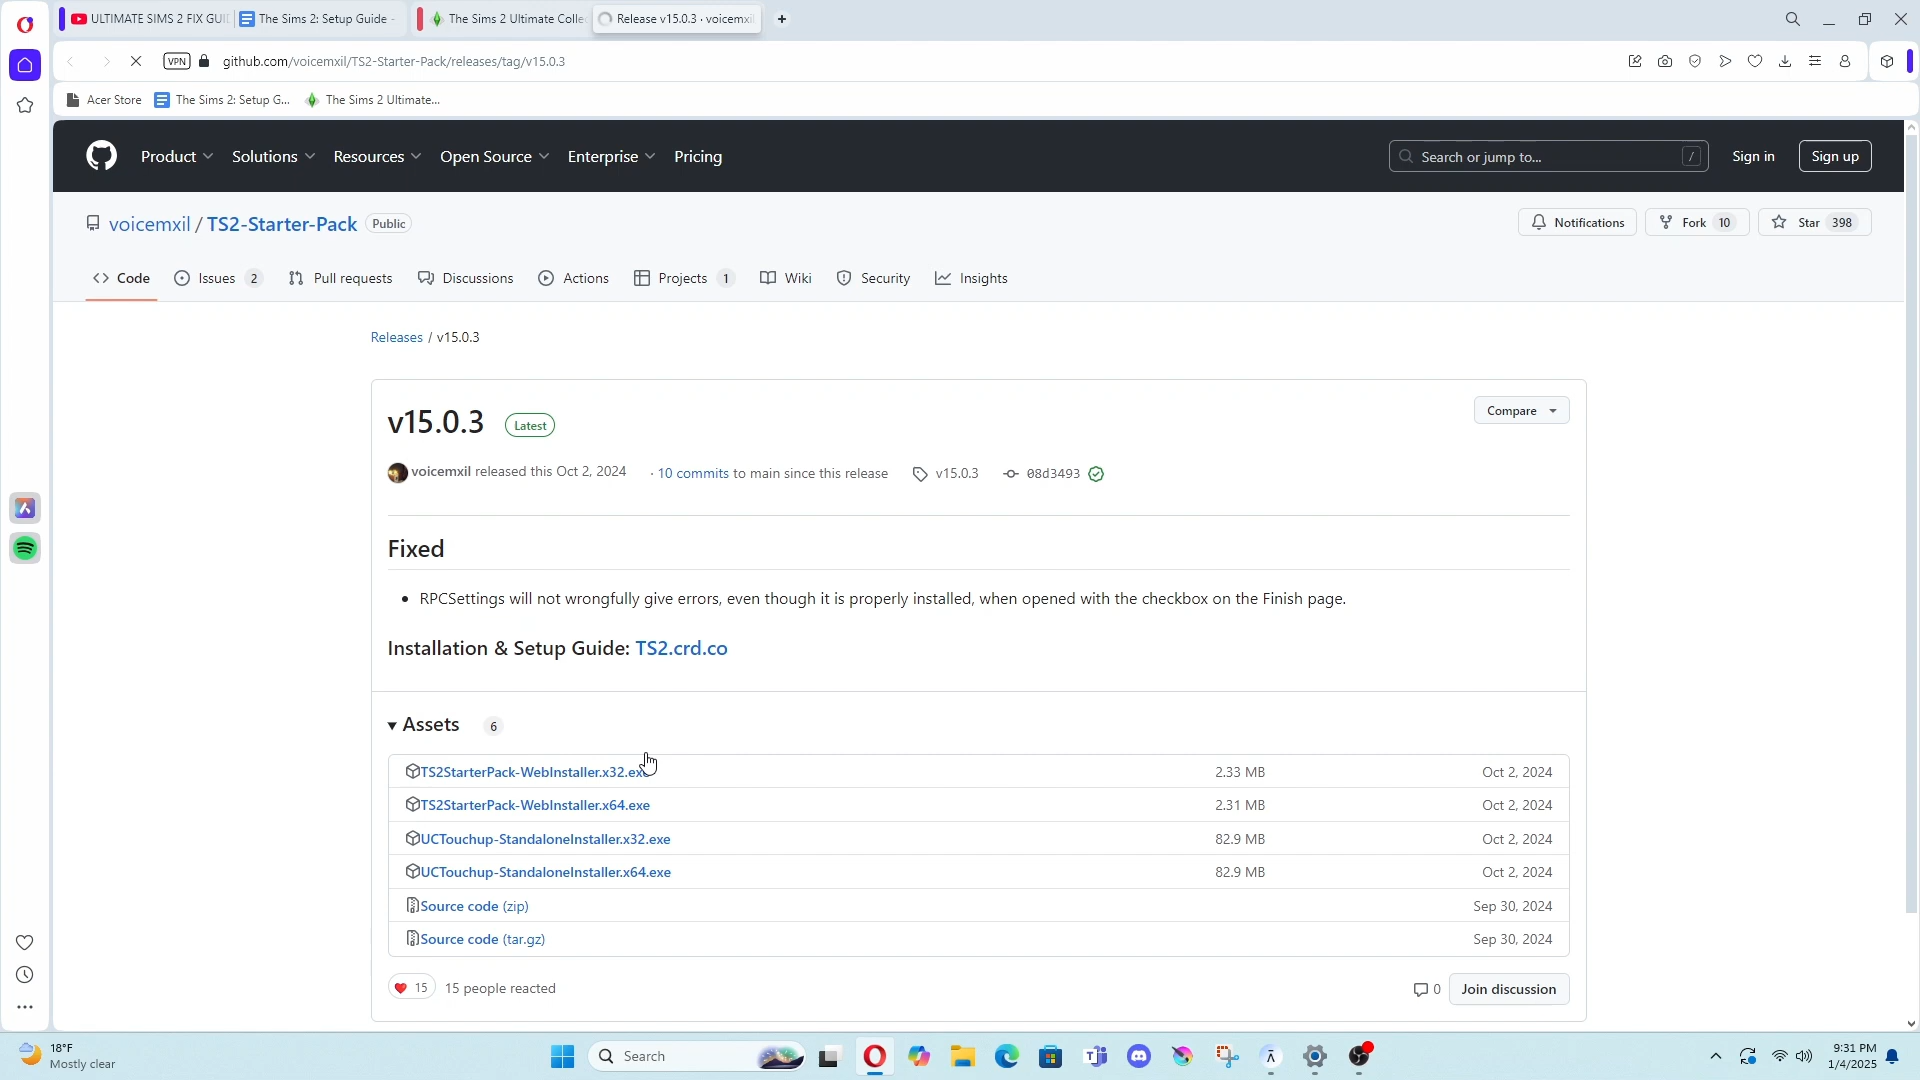 ULTIMATE SIMS 2 FIX GUI
The Sims 2: Setup Guide -
The Sims 2 Ultimate Colle
Release v15.0.3 · voicemxil
VPN
github.com/voicemxil/TS2-Starter-Pack/releases/tag/v15.0.3
Acer Store
The Sims 2: Setup G...
The Sims 2 Ultimate...
Product
Solutions
Resources
Open Source
Enterprise
Pricing
Search or jump to...
/
Sign in
Sign up
voicemxil / TS2-Starter-Pack
Public
Notifications
Fork 10
Star 398
Code
Issues 2
Pull requests
Discussions
Actions
Projects 1
Wiki
Security
Insights
Releases / v15.0.3
v15.0.3
Latest
Compare
voicemxil released this Oct 2, 2024
· 10 commits to main since this release
v15.0.3
08d3493
Fixed
• RPCSettings will not wrongfully give errors, even though it is properly installed, when opened with the checkbox on the Finish page.
Installation & Setup Guide: TS2.crd.co
Assets 6
TS2StarterPack-WebInstaller.x32.exe 2.33 MB Oct 2, 2024
TS2StarterPack-WebInstaller.x64.exe 2.31 MB Oct 2, 2024
UCTouchup-StandaloneInstaller.x32.exe 82.9 MB Oct 2, 2024
UCTouchup-StandaloneInstaller.x64.exe 82.9 MB Oct 2, 2024
Source code (zip) Sep 30, 2024
Source code (tar.gz) Sep 30, 2024
15
15 people reacted
0
Join discussion
18°F
Mostly clear
Search
9:31 PM
1/4/2025